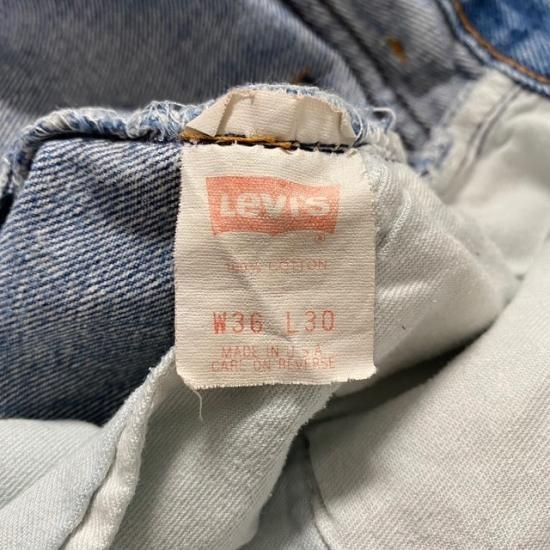 Levi's
®
100% COTTON
W36 L30
MADE IN U.S.A
CARE ON REVERSE